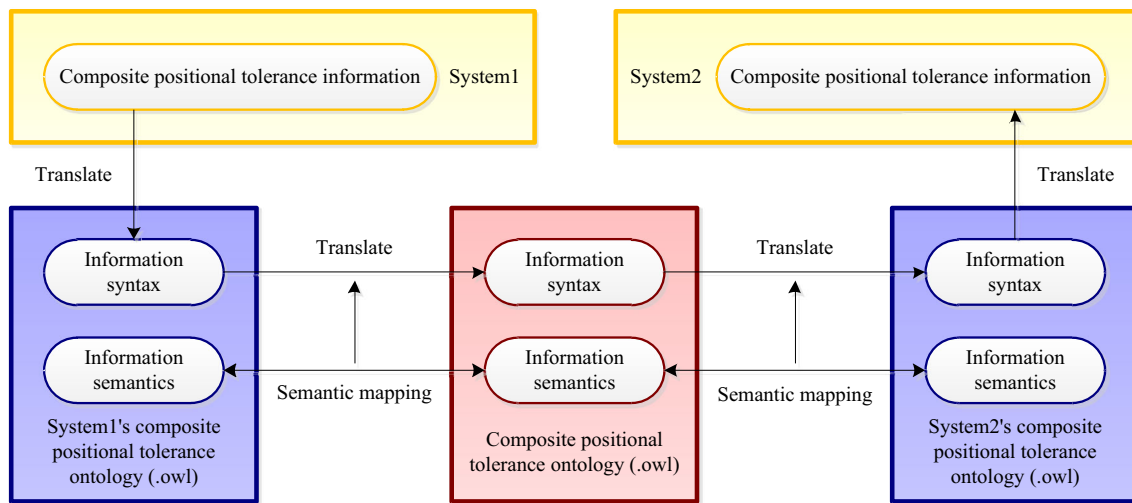 Composite positional tolerance information
System1
System2
Composite positional tolerance information
Translate
Translate
Information
syntax
Translate
Information
syntax
Translate
Information
syntax
Information
semantics
Semantic mapping
Information
semantics
Semantic mapping
Information
semantics
System1's composite
positional tolerance
ontology (.owl)
Composite positional
tolerance ontology (.owl)
System2's composite
positional tolerance
ontology (.owl)